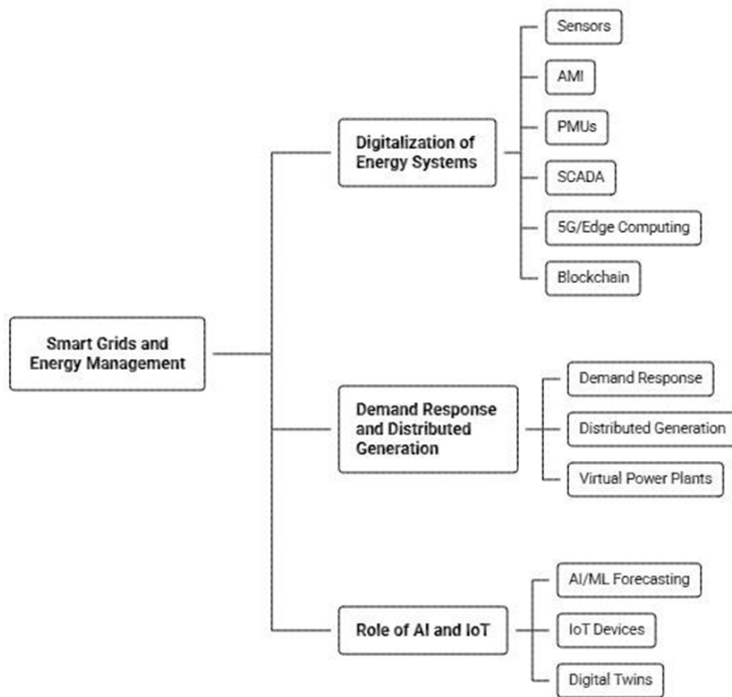 Smart Grids and
Energy Management
Digitalization of
Energy Systems
Sensors
AMI
PMUs
SCADA
5G/Edge Computing
Blockchain
Demand Response
and Distributed
Generation
Demand Response
Distributed Generation
Virtual Power Plants
Role of AI and IoT
AI/ML Forecasting
IoT Devices
Digital Twins